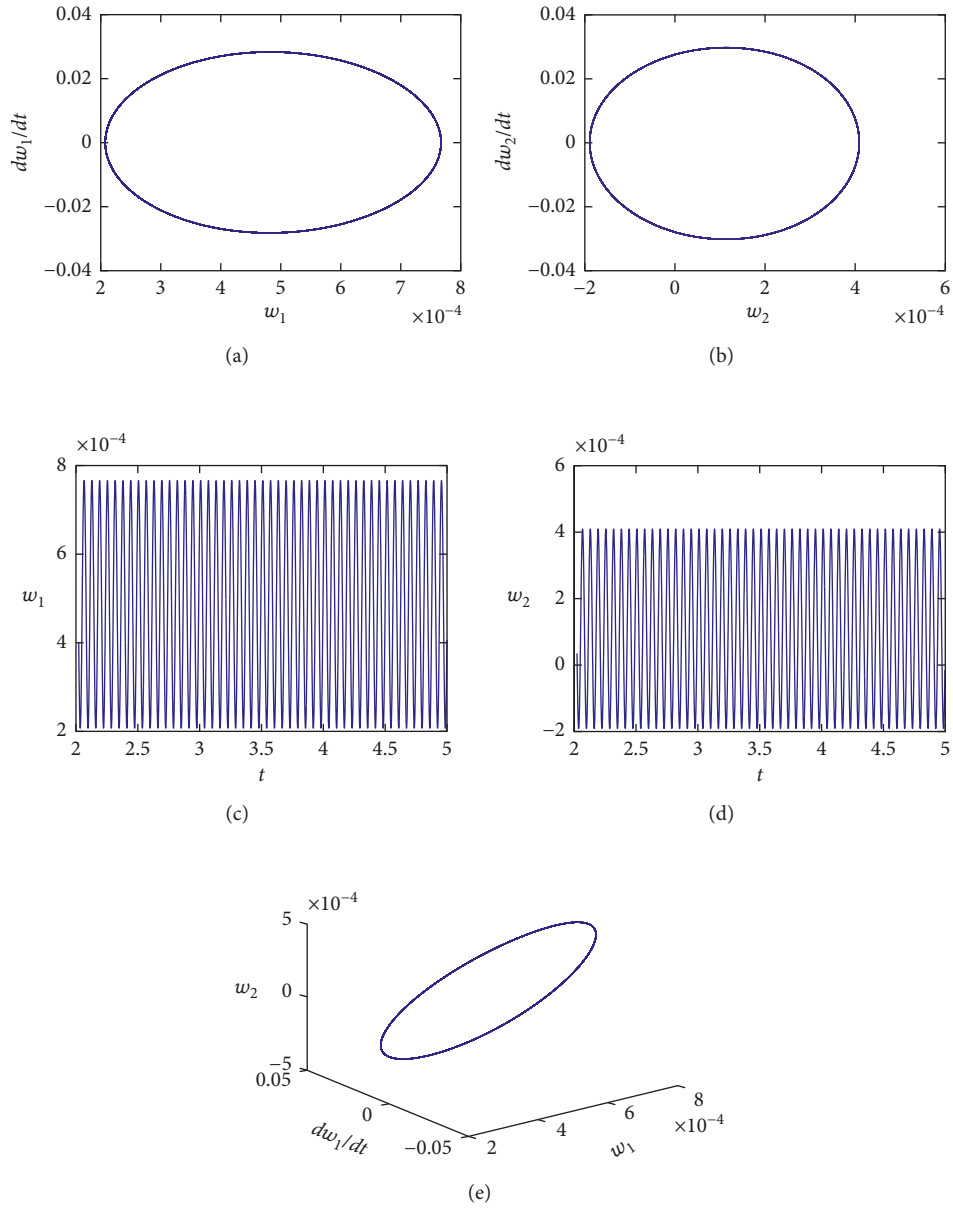 0.04
0.02
0
−0.02
−0.04
dw1/dt
2 3 4 5 6 7 8
w1 ×10−4
(a)
0.04
0.02
0
−0.02
−0.04
dw2/dt
−2 0 2 4 6
w2 ×10−4
(b)
×10−4
8
6
4
2
w1
2 2.5 3 3.5 4 4.5 5
t
(c)
×10−4
6
4
2
0
−2
w2
2 2.5 3 3.5 4 4.5 5
t
(d)
×10−4
5
0
−5
w2
0.05
0
−0.05
dw1/dt
2
4
6
8
×10−4
w1
(e)